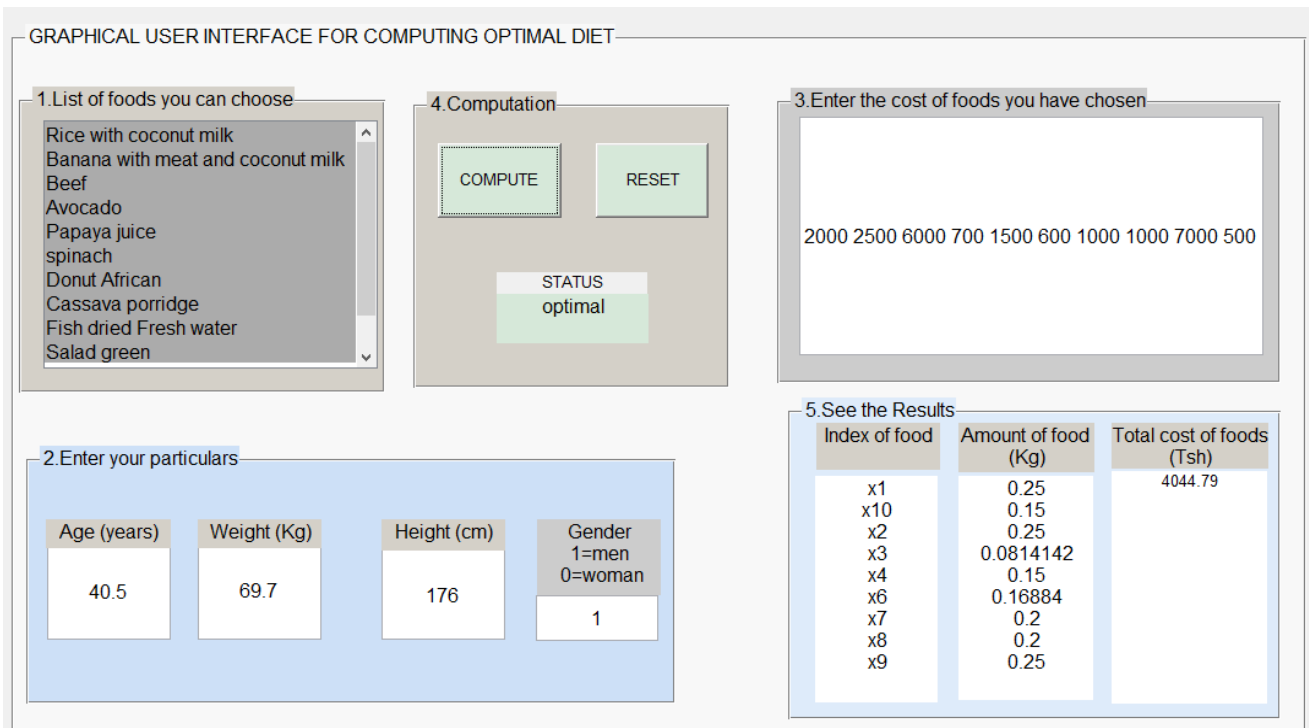 GRAPHICAL USER INTERFACE FOR COMPUTING OPTIMAL DIET
1.List of foods you can choose
Rice with coconut milk
Banana with meat and coconut milk
Beef
Avocado
Papaya juice
spinach
Donut African
Cassava porridge
Fish dried Fresh water
Salad green
4.Computation
COMPUTE
RESET
STATUS
optimal
3.Enter the cost of foods you have chosen
2000 2500 6000 700 1500 600 1000 1000 7000 500
2.Enter your particulars
Age (years)
40.5
Weight (Kg)
69.7
Height (cm)
176
Gender
1=men
0=woman
1
5.See the Results
Index of food
x1
x10
x2
x3
x4
x6
x7
x8
x9
Amount of food
(Kg)
0.25
0.15
0.25
0.0814142
0.15
0.16884
0.2
0.2
0.25
Total cost of foods
(Tsh)
4044.79